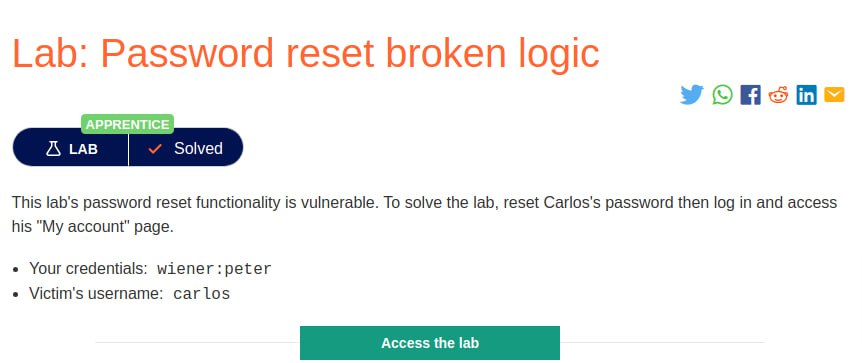 Lab: Password reset broken logic
APPRENTICE
LAB Solved
This lab's password reset functionality is vulnerable. To solve the lab, reset Carlos's password then log in and access
his "My account" page.
• Your credentials: wiener:peter
• Victim's username: carlos
Access the lab